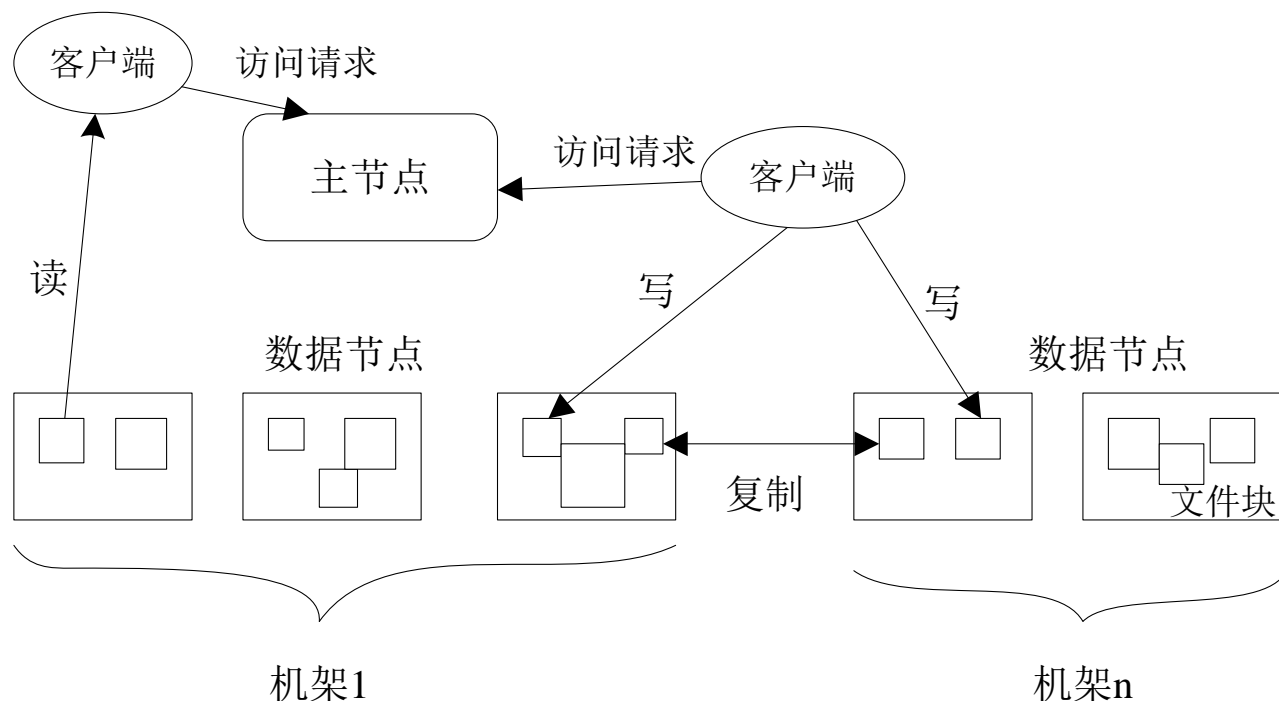 客户端
访问请求
主节点
访问请求
客户端
读
写
写
数据节点
数据节点
复制
文件块
机架1
机架n